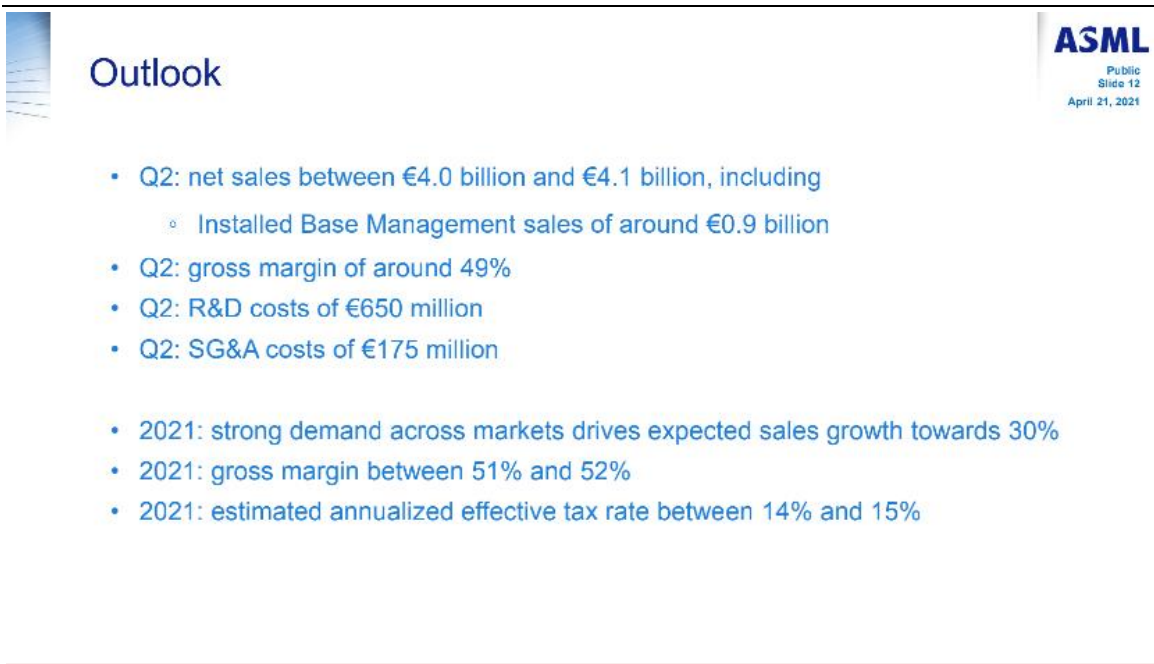 ASML
Public
Slide 12
April 21, 2021
Outlook
• Q2: net sales between €4.0 billion and €4.1 billion, including
◦ Installed Base Management sales of around €0.9 billion
• Q2: gross margin of around 49%
• Q2: R&D costs of €650 million
• Q2: SG&A costs of €175 million
• 2021: strong demand across markets drives expected sales growth towards 30%
• 2021: gross margin between 51% and 52%
• 2021: estimated annualized effective tax rate between 14% and 15%